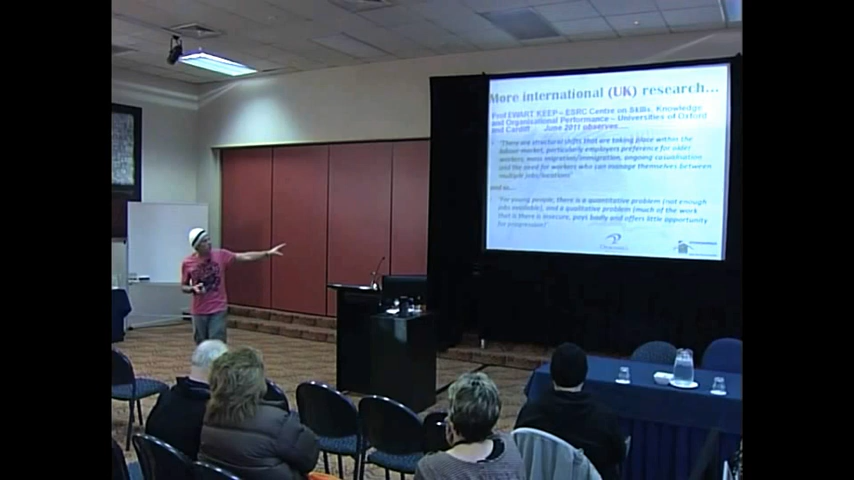 More international (UK) research...
Prof EWART KEEP – ESRC Centre on Skills, Knowledge
and Organisational Performance – Universities of Oxford
and Cardiff June 2011 observes....
"There are structural shifts that are taking place within the
labour market, particularly employers preference for older
workers, mass migration/immigration, ongoing casualisation
and the need for workers who can manage themselves between
multiple jobs/locations"
and so...
"For young people, there is a quantitative problem (not enough
jobs available), and a qualitative problem (much of the work
that is there is insecure, pays badly and offers little opportunity
for progression)"